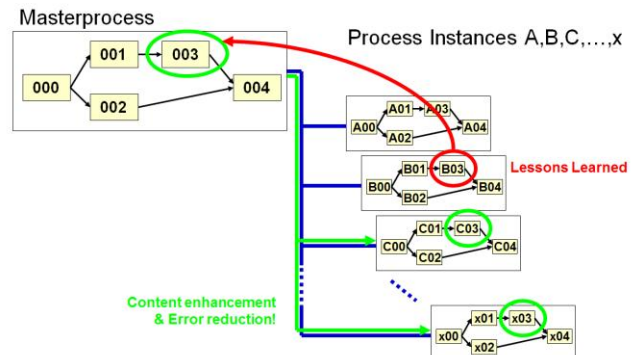 Masterprocess
Process Instances A,B,C,...,x
001
003
000
004
002
A01
A03
A00
A04
A02
B01
B03
Lessons Learned
B00
B04
B02
C01
C03
C00
C04
C02
Content enhancement
& Error reduction!
x01
x03
x00
x04
x02